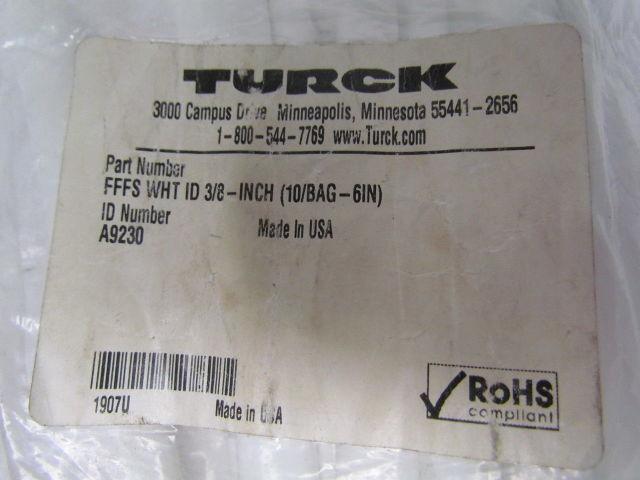 TURCK
3000 Campus Drive Minneapolis, Minnesota 55441-2656
1-800-544-7769 www.Turck.com
Part Number
FFFS WHT ID 3/8-INCH (10/BAG-6IN)
ID Number
A9230 Made In USA
1907U Made in USA
RoHS
compliant